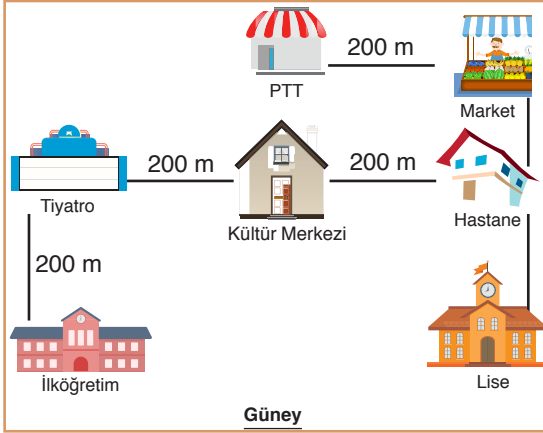 200 m
PTT
Market
200 m
200 m
Tiyatro
Kültür Merkezi
Hastane
200 m
İlköğretim
Lise
Güney